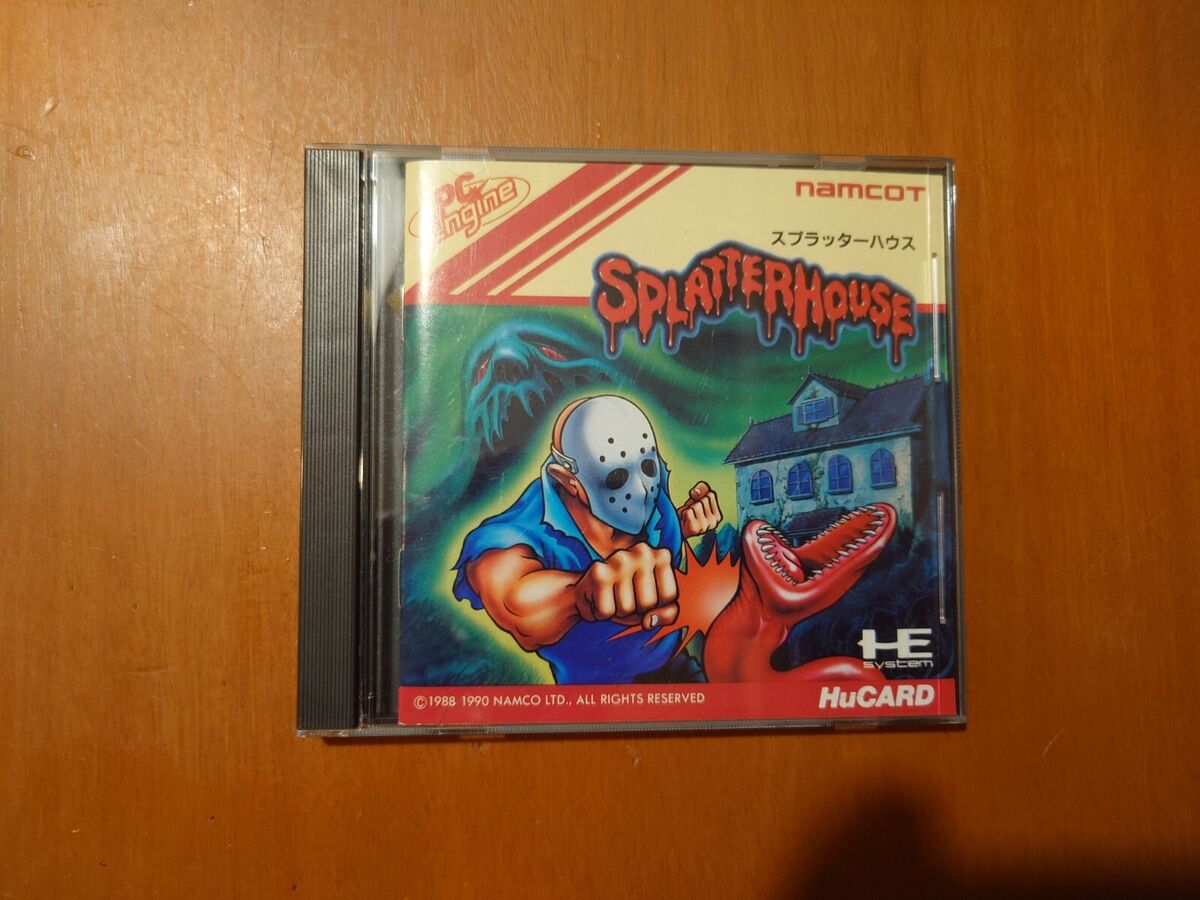 PC Engine
namcoT
スプラッターハウス
SPLATTERHOUSE
HE
system
©1988 1990 NAMCO LTD., ALL RIGHTS RESERVED
HuCARD